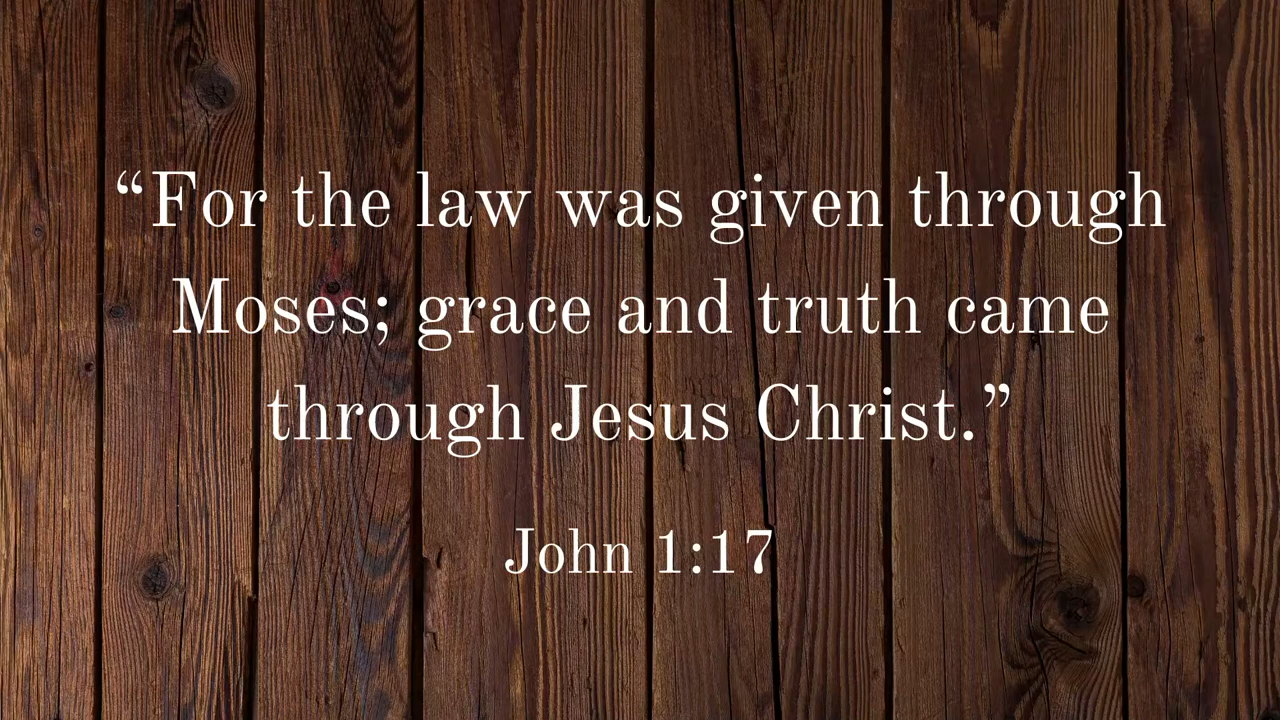 “For the law was given through
Moses; grace and truth came
through Jesus Christ.”
John 1:17